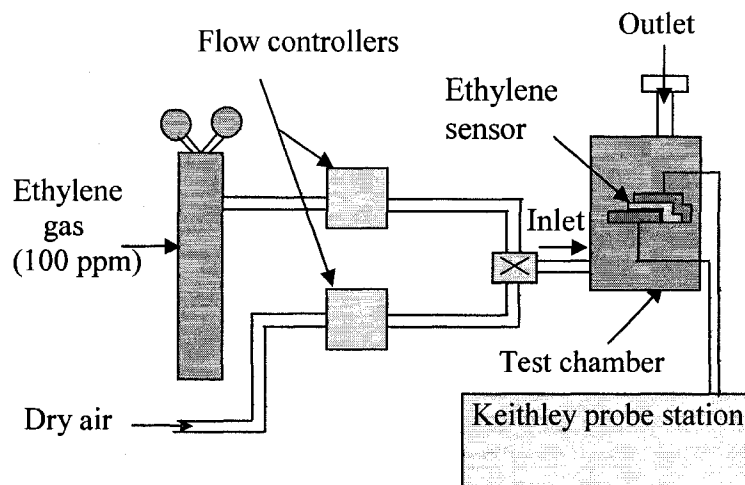 Flow controllers
Outlet
Ethylene
sensor
Ethylene
gas
(100 ppm)
Inlet
Test chamber
Dry air
Keithley probe station